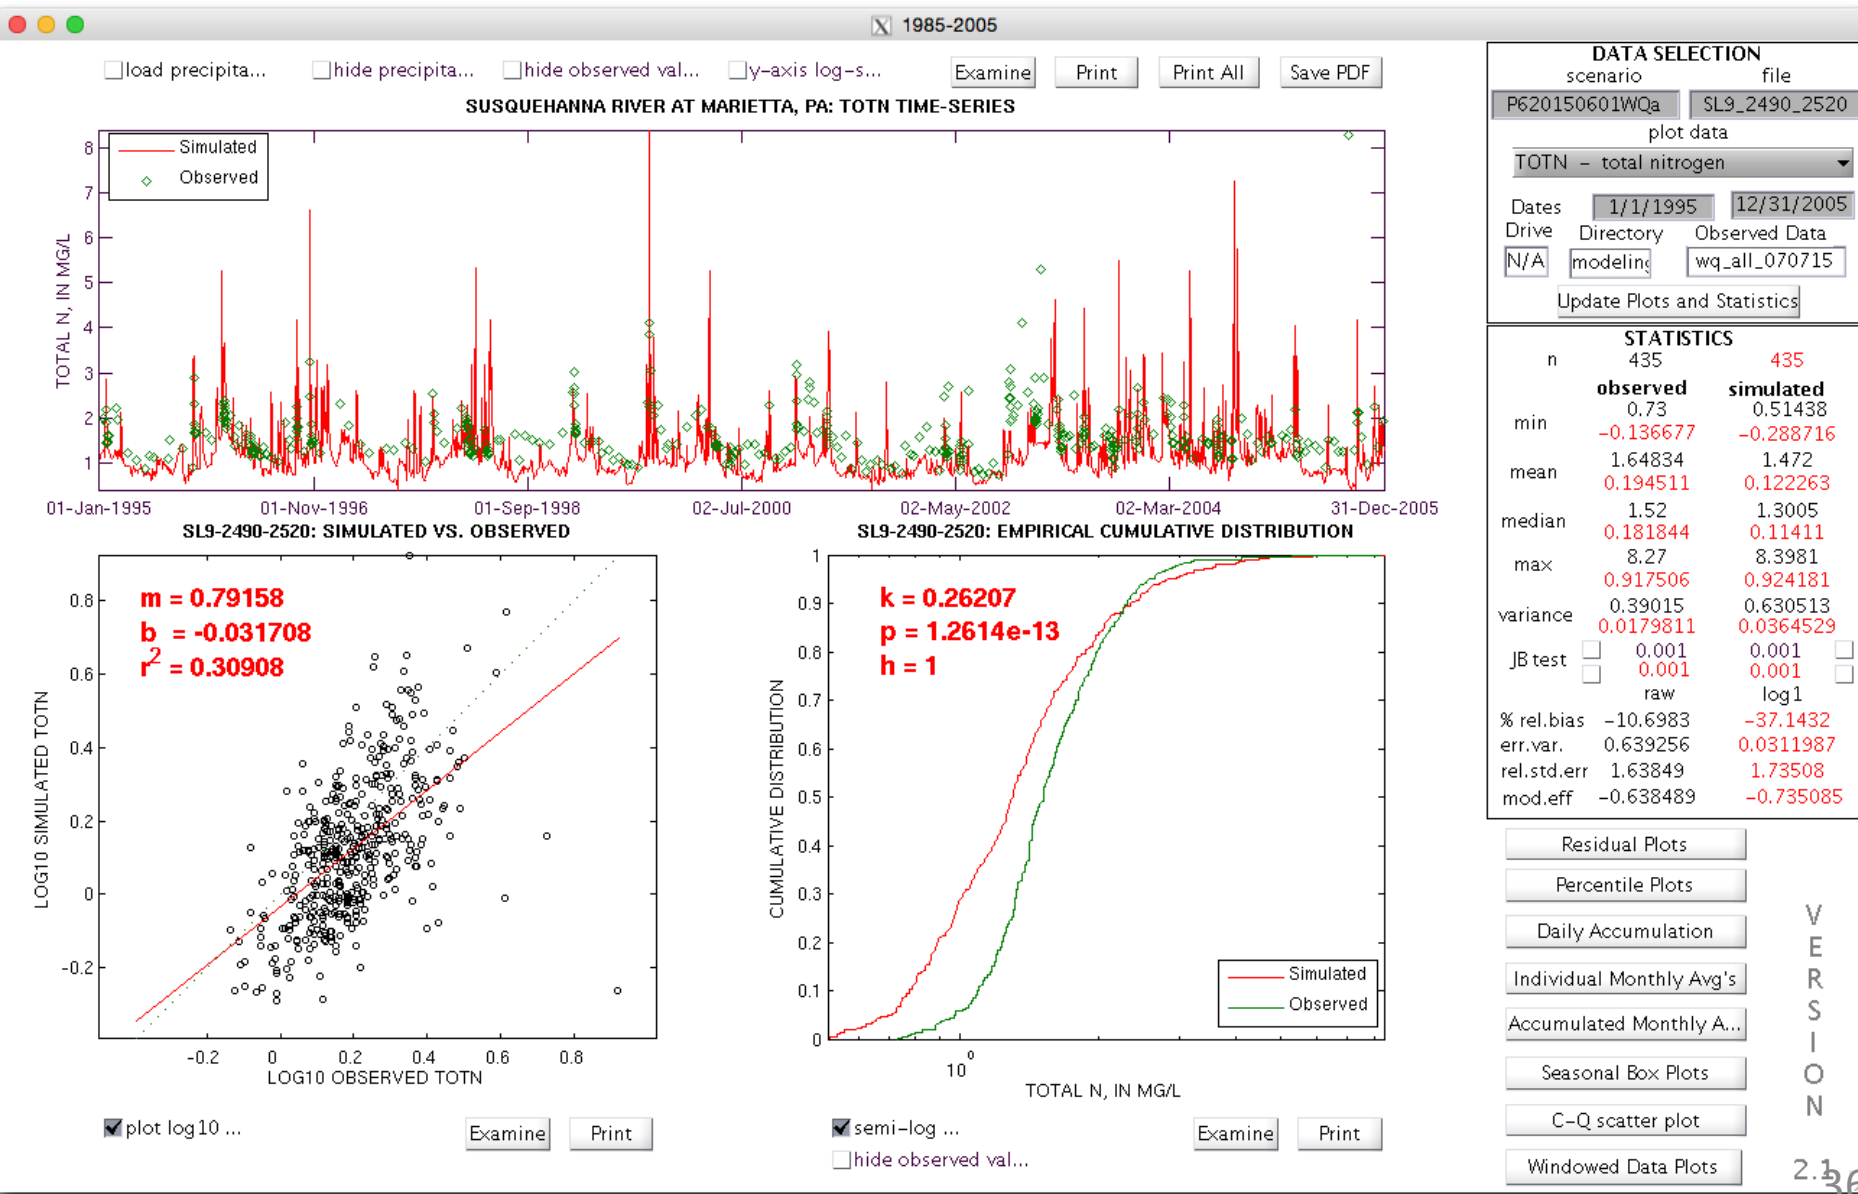 1985-2005
load precipita... hide precipita... hide observed val... y-axis log-s... Examine Print Print All Save PDF
SUSQUEHANNA RIVER AT MARIETTA, PA: TOTN TIME-SERIES
Simulated
Observed
8
7
6
5
4
3
2
1
TOTAL N, IN MG/L
01-Jan-1995 01-Nov-1996 01-Sep-1998 02-Jul-2000 02-May-2002 02-Mar-2004 31-Dec-2005
SL9-2490-2520: SIMULATED VS. OBSERVED
m = 0.79158
b = -0.031708
r2 = 0.30908
0.8
0.6
0.4
0.2
0
-0.2
LOG10 SIMULATED TOTN
-0.2 0 0.2 0.4 0.6 0.8
LOG10 OBSERVED TOTN
plot log10 ... Examine Print
SL9-2490-2520: EMPIRICAL CUMULATIVE DISTRIBUTION
k = 0.26207
p = 1.2614e-13
h = 1
1
0.9
0.8
0.7
0.6
0.5
0.4
0.3
0.2
0.1
0
CUMULATIVE DISTRIBUTION
Simulated
Observed
10^0
TOTAL N, IN MG/L
semi-log ... Examine Print
hide observed val...
DATA SELECTION
scenario file
P620150601WQa SL9_2490_2520
plot data
TOTN - total nitrogen
Dates 1/1/1995 12/31/2005
Drive Directory Observed Data
N/A modeling wq_all_070715
Update Plots and Statistics
STATISTICS
n 435 435
observed simulated
min 0.73 0.51438
-0.136677 -0.288716
mean 1.64834 1.472
0.194511 0.122263
median 1.52 1.3005
0.181844 0.11411
max 8.27 8.3981
0.917506 0.924181
variance 0.39015 0.630513
0.0179811 0.0364529
JB test 0.001 0.001
0.001 0.001
raw log1
% rel.bias -10.6983 -37.1432
err.var. 0.639256 0.0311987
rel.std.err 1.63849 1.73508
mod.eff -0.638489 -0.735085
Residual Plots
Percentile Plots
Daily Accumulation
Individual Monthly Avg's
Accumulated Monthly A...
Seasonal Box Plots
C-Q scatter plot
Windowed Data Plots
VERSION
2.1
36